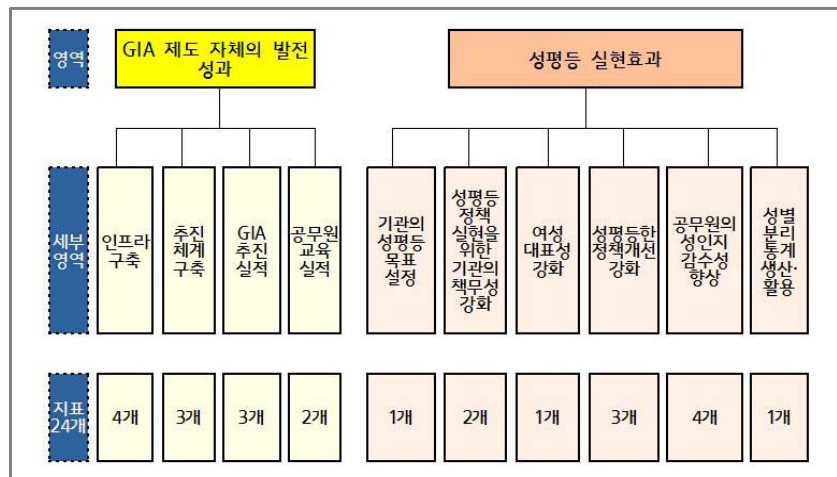 영역
GIA 제도 자체의 발전
성과
성평등 실현효과
세부
영역
인프라
구축
추진
체계
구축
GIA
추진
실적
공무원
교육
실적
기관의
성평등
목표
설정
성평등
정책
실현을
위한
기관의
책무성
강화
여성
대표성
강화
성평등한
정책개선
강화
공무원의
성인지
감수성
향상
성별
분리
통계
생산·
활용
지표
24개
4개
3개
3개
2개
1개
2개
1개
3개
4개
1개